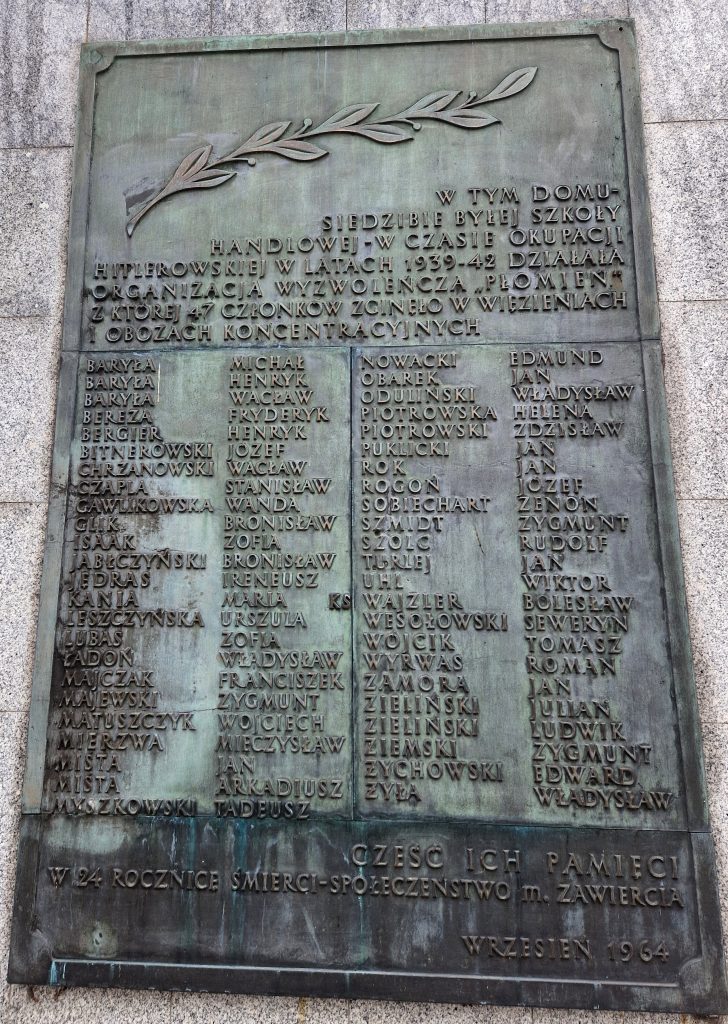 W TYM DOMU-
SIEDZIBIE BYŁEJ SZKOŁY
HANDLOWEJ - W CZASIE OKUPACJI
HITLEROWSKIEJ W LATACH 1939-42 DZIAŁAŁA
ORGANIZACJA WYZWOLEŃCZA „PŁOMIEŃ"
Z KTÓREJ 47 CZŁONKÓW ZGINĘŁO W WIĘZIENIACH
I OBOZACH KONCENTRACYJNYCH
BARYŁA MICHAŁ
BARYŁA HENRYK
BARYŁA WACŁAW
BEREZA FRYDERYK
BERGIER HENRYK
BITNEROWSKI JÓZEF
CHRZANOWSKI WACŁAW
CZAPLA STANISŁAW
GAWLIKOWSKA WANDA
GLIK BRONISŁAW
ISAAK ZOFIA
JABŁCZYŃSKI BRONISŁAW
JĘDRAS IRENEUSZ
KANIA MARIA
LESZCZYŃSKA URSZULA
LUBAS ZOFIA
ŁADOŃ WŁADYSŁAW
MAJCZAK FRANCISZEK
MAJEWSKI ZYGMUNT
MATUSZCZYK WOJCIECH
MIERZWA MIECZYSŁAW
MISTA JAN
MISTA ARKADIUSZ
MYSZKOWSKI TADEUSZ
NOWACKI EDMUND
OBAREK JAN
ODULIŃSKI WŁADYSŁAW
PIOTROWSKA HELENA
PIOTROWSKI ZDZISŁAW
PUKLICKI JAN
ROK JAN
ROGOŃ JÓZEF
SOBIECHART ZENON
SZMIDT ZYGMUNT
SZOLC RUDOLF
TURLEJ JAN
UHL WIKTOR
KS WAJZLER BOLESŁAW
WESOŁOWSKI SEWERYN
WÓJCIK TOMASZ
WYRWAS ROMAN
ZAMORA JAN
ZIELIŃSKI JULIAN
ZIELIŃSKI LUDWIK
ZIEMSKI ZYGMUNT
ŻYCHOWSKI EDWARD
ŻYŁA WŁADYSŁAW
CZEŚĆ ICH PAMIĘCI
W 24 ROCZNICĘ ŚMIERCI-SPOŁECZEŃSTWO m. ZAWIERCIA
WRZESIEŃ 1964